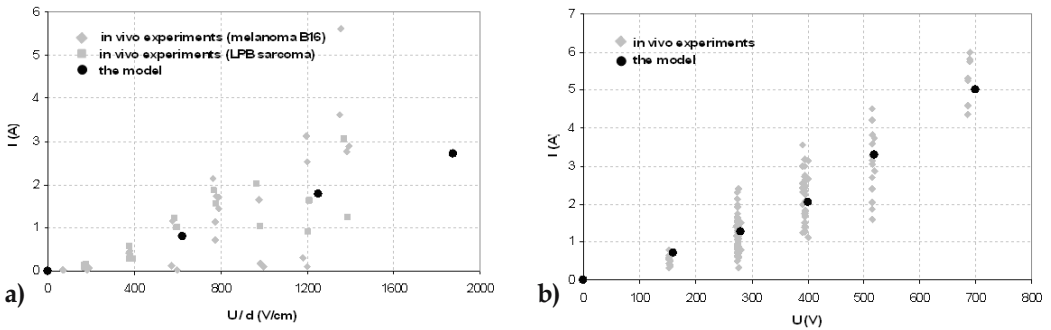 6
5
4
3
2
1
0
I (A)
in vivo experiments (melanoma B16)
in vivo experiments (LPB sarcoma)
the model
0 400 800 1200 1600 2000
U / d (V/cm)
a)
7
6
5
4
3
2
1
0
I (A)
in vivo experiments
the model
0 100 200 300 400 500 600 700 800
U (V)
b)